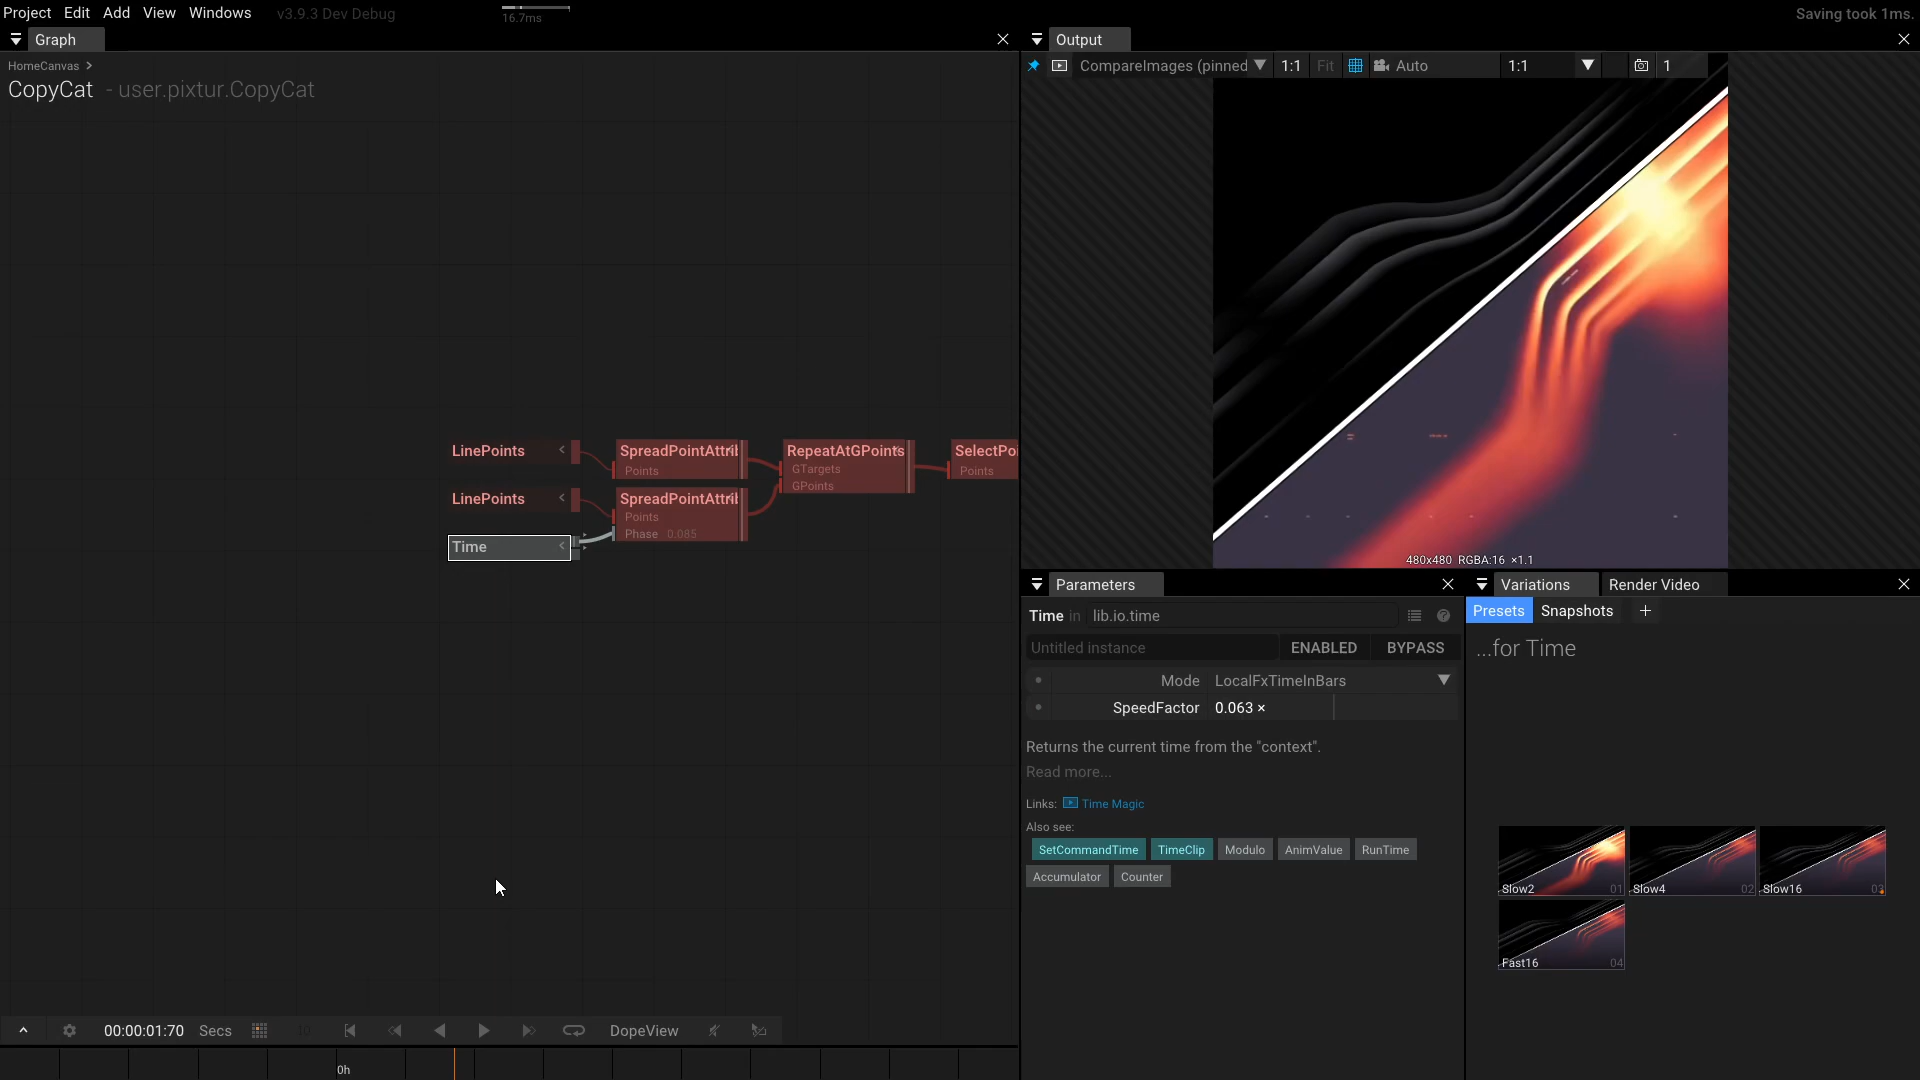 Project Edit Add View Windows v3.9.3 Dev Debug 16.7ms Saving took 1ms.
Graph
HomeCanvas >
CopyCat - user.pixtur.CopyCat
LinePoints <
SpreadPointAttrib
Points
RepeatAtGPoints
GTargets
GPoints
SelectPoi
Points
LinePoints <
SpreadPointAttrib
Points
Phase 0.085
Time <
00:00:01:70 Secs DopeView
0h
Output
CompareImages (pinned 1:1 Fit Auto 1:1 1
480x480 RGBA:16 ×1.1
Parameters
Time in lib.io.time
Untitled instance ENABLED BYPASS
Mode LocalFxTimeInBars
SpeedFactor 0.063 ×
Returns the current time from the "context".
Read more...
Links: Time Magic
Also see:
SetCommandTime TimeClip Modulo AnimValue RunTime
Accumulator Counter
Variations Render Video
Presets Snapshots +
...for Time
Slow2 01 Slow4 02 Slow16 03
Fast16 04